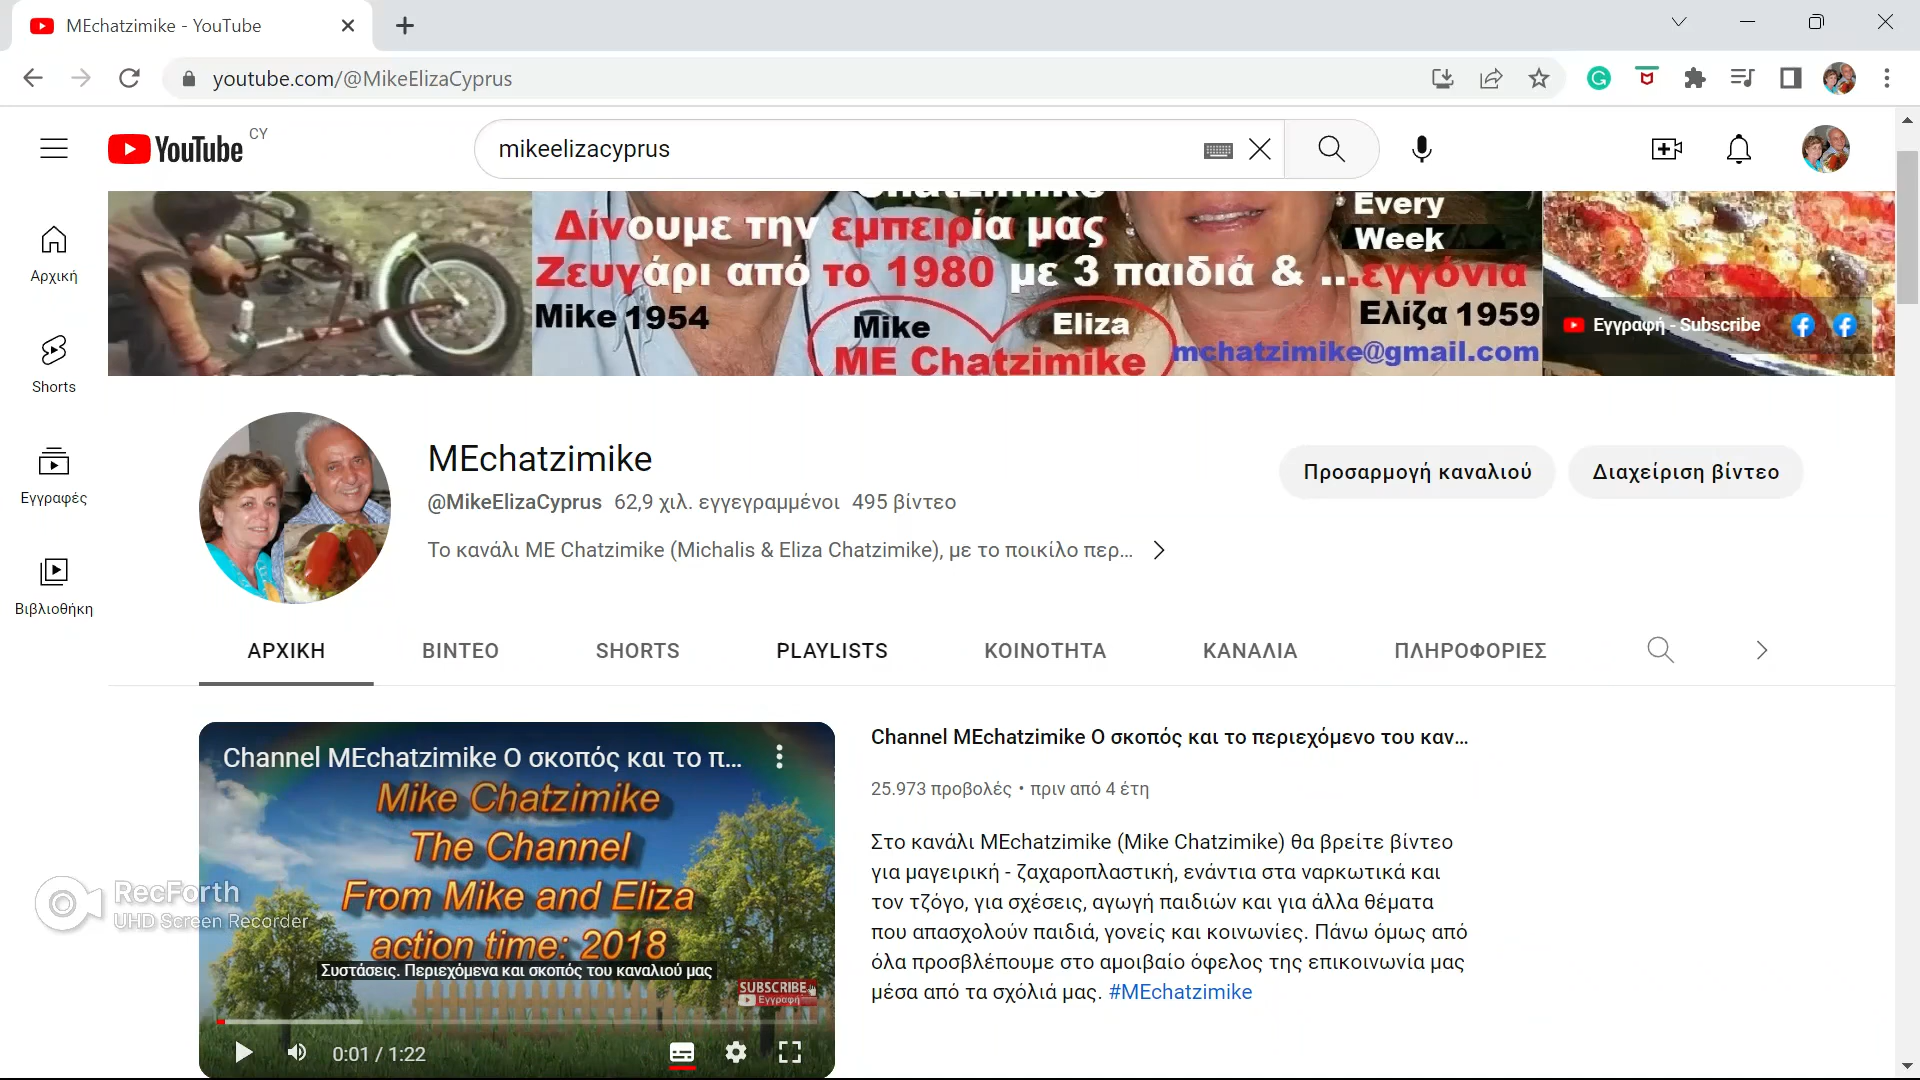 MEchatzimike - YouTube
youtube.com/@MikeElizaCyprus
YouTube CY
mikeelizacyprus
Αρχική
Shorts
Εγγραφές
Βιβλιοθήκη
Δίνουμε την εμπειρία μας
Ζευγάρι από το 1980 με 3 παιδιά & ...εγγόνια
Every
Week
Mike 1954
Mike
Eliza
Ελίζα 1959
ME Chatzimike
mchatzimike@gmail.com
Εγγραφή - Subscribe
MEchatzimike
@MikeElizaCyprus 62,9 χιλ. εγγεγραμμένοι 495 βίντεο
Το κανάλι ME Chatzimike (Michalis & Eliza Chatzimike), με το ποικίλο περ...
Προσαρμογή καναλιού
Διαχείριση βίντεο
ΑΡΧΙΚΗ ΒΙΝΤΕΟ SHORTS PLAYLISTS ΚΟΙΝΟΤΗΤΑ ΚΑΝΑΛΙΑ ΠΛΗΡΟΦΟΡΙΕΣ
Channel MEchatzimike Ο σκοπός και το π...
Mike Chatzimike
The Channel
From Mike and Eliza
action time: 2018
Συστάσεις. Περιεχόμενα και σκοπός του καναλιού μας
SUBSCRIBE
Εγγραφή
0:01 / 1:22
RecForth
UHD Screen Recorder
Channel MEchatzimike Ο σκοπός και το περιεχόμενο του καν...
25.973 προβολές • πριν από 4 έτη
Στο κανάλι MEchatzimike (Mike Chatzimike) θα βρείτε βίντεο
για μαγειρική - ζαχαροπλαστική, ενάντια στα ναρκωτικά και
τον τζόγο, για σχέσεις, αγωγή παιδιών και για άλλα θέματα
που απασχολούν παιδιά, γονείς και κοινωνίες. Πάνω όμως από
όλα προσβλέπουμε στο αμοιβαίο όφελος της επικοινωνία μας
μέσα από τα σχόλιά μας. #MEchatzimike